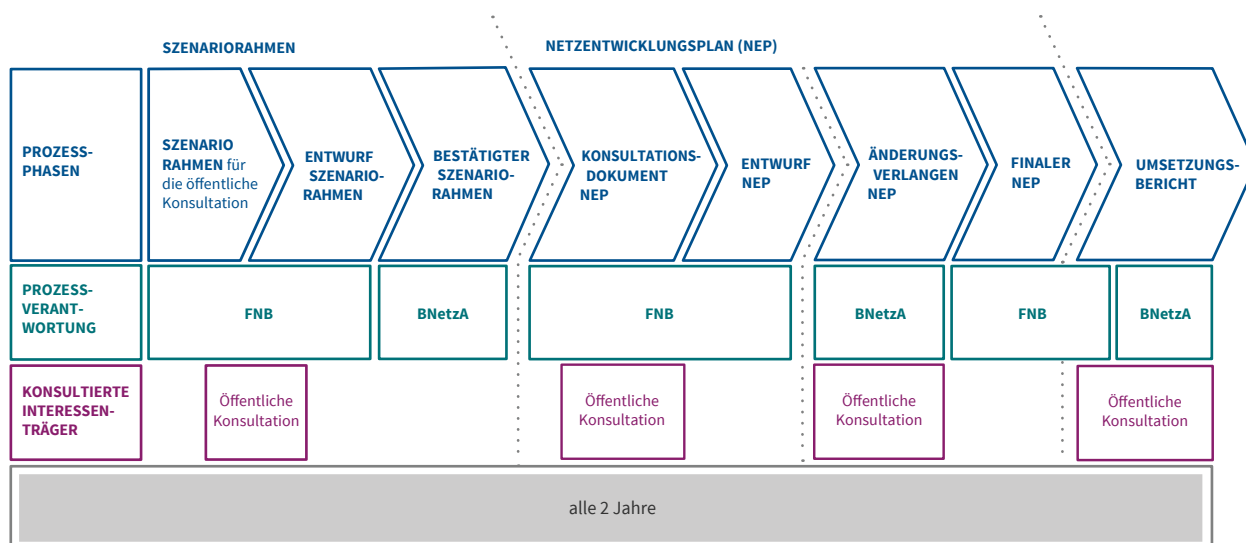 SZENARIORAHMEN
NETZENTWICKLUNGSPLAN (NEP)
PROZESS-
PHASEN
SZENARIO
RAHMEN für
die öffentliche
Konsultation
ENTWURF
SZENARIO-
RAHMEN
BESTÄTIGTER
SZENARIO-
RAHMEN
KONSULTATIONS-
DOKUMENT
NEP
ENTWURF
NEP
ÄNDERUNGS-
VERLANGEN
NEP
FINALER
NEP
UMSETZUNGS-
BERICHT
PROZESS-
VERANT-
WORTUNG
FNB
BNetzA
FNB
BNetzA
FNB
BNetzA
KONSULTIERTE
INTERESSEN-
TRÄGER
Öffentliche
Konsultation
Öffentliche
Konsultation
Öffentliche
Konsultation
Öffentliche
Konsultation
alle 2 Jahre